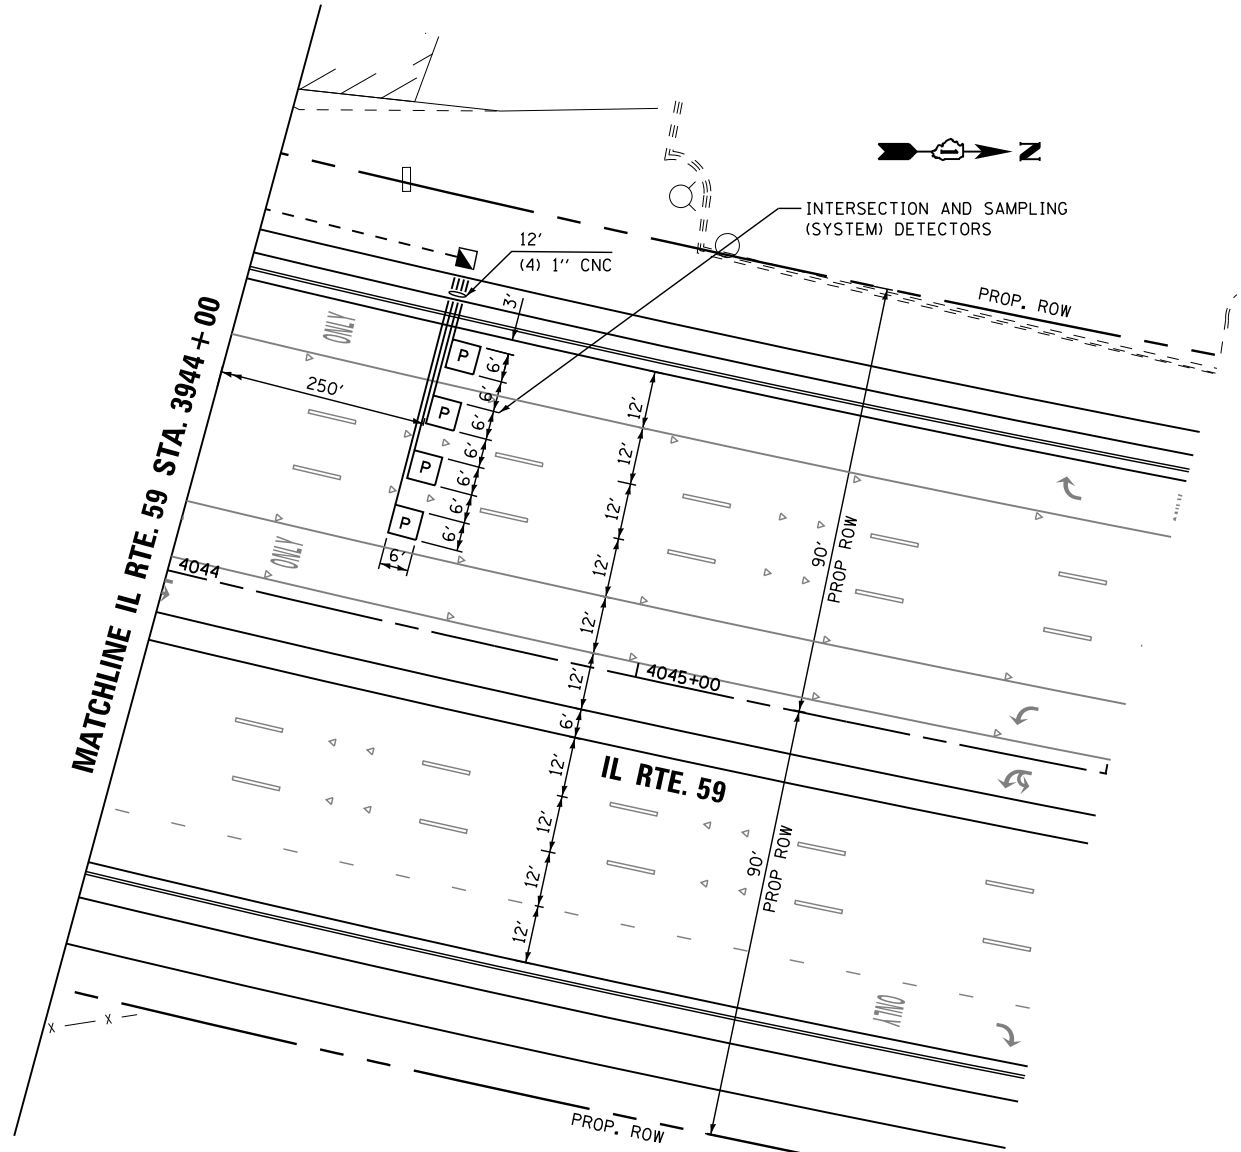 N
INTERSECTION AND SAMPLING
(SYSTEM) DETECTORS
12'
(4) 1'' CNC
PROP. ROW
3'
ONLY
MATCHLINE IL RTE. 59 STA. 3944+00
250'
P
P
P
P
6'
6'
6'
6'
6'
6'
6'
6'
12'
12'
12'
12'
12'
12'
6'
12'
12'
12'
12'
90'
PROP ROW
ONLY
4044
4045+00
IL RTE. 59
90'
PROP ROW
ONLY
X
X
PROP. ROW